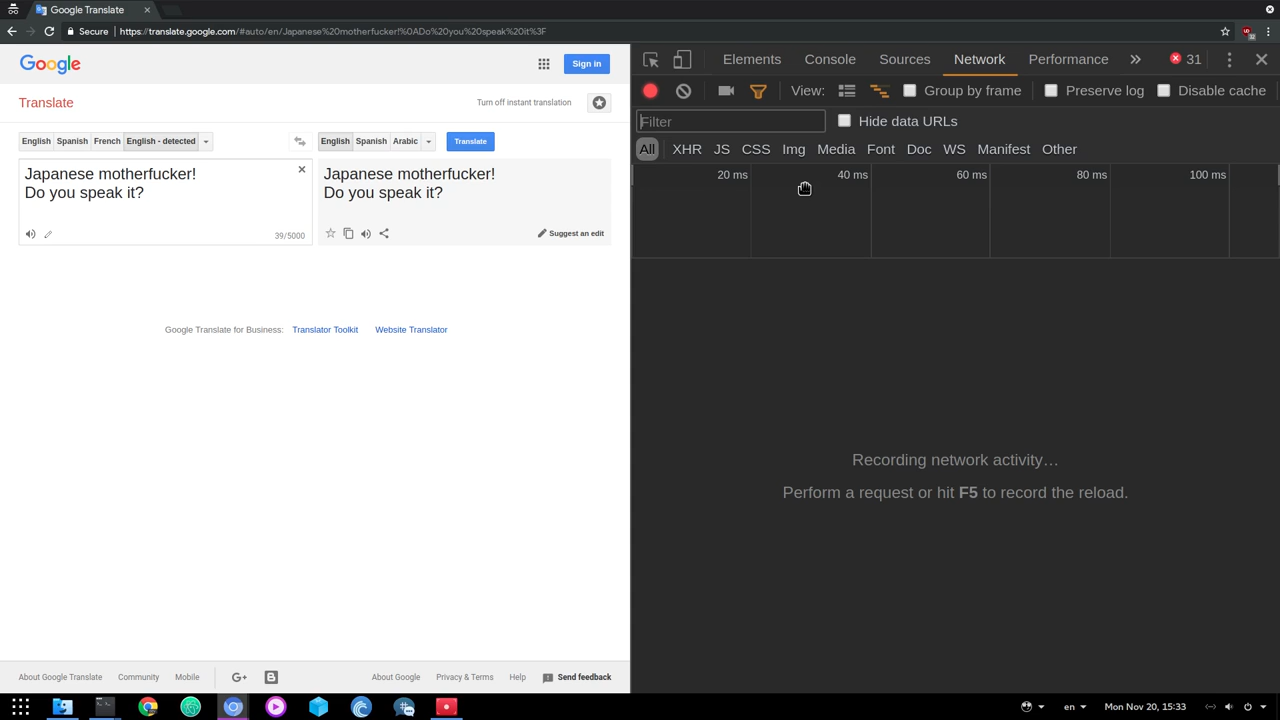 Google Translate
Secure
https://translate.google.com/#auto/en/Japanese%20motherfucker!%0ADo%20you%20speak%20it%3F
Google
Sign in
Translate
Turn off instant translation
English Spanish French English - detected
English Spanish Arabic Translate
Japanese motherfucker!
Do you speak it?
39/5000
Japanese motherfucker!
Do you speak it?
Suggest an edit
Google Translate for Business: Translator Toolkit Website Translator
About Google Translate Community Mobile About Google Privacy & Terms Help Send feedback
Elements Console Sources Network Performance » 31
View: Group by frame Preserve log Disable cache
Filter Hide data URLs
All XHR JS CSS Img Media Font Doc WS Manifest Other
20 ms 40 ms 60 ms 80 ms 100 ms
Recording network activity…
Perform a request or hit F5 to record the reload.
en Mon Nov 20, 15:33